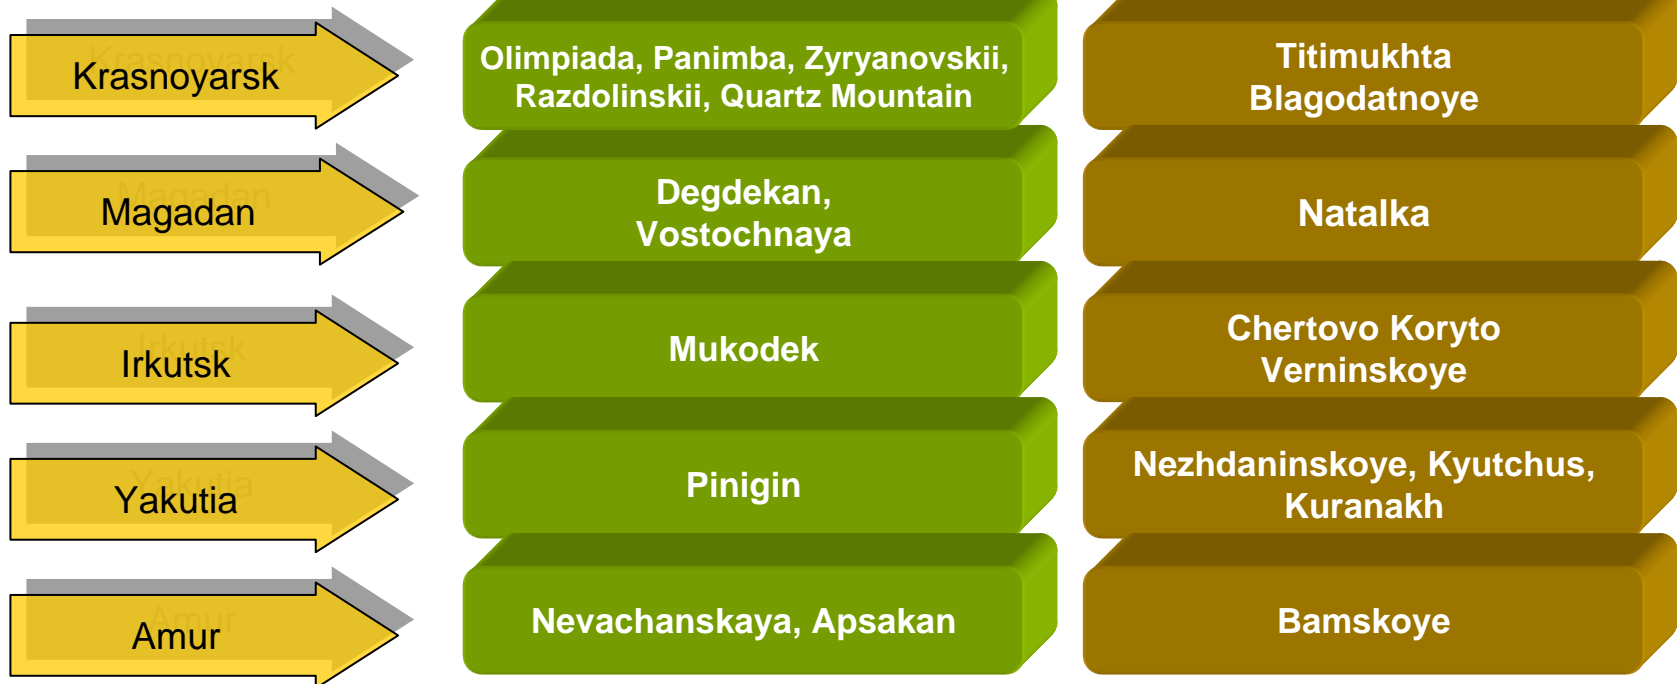 Krasnoyarsk
Olimpiada, Panimba, Zyryanovskii,
Razdolinskii, Quartz Mountain
Titimukhta
Blagodatnoye
Magadan
Degdekan,
Vostochnaya
Natalka
Irkutsk
Mukodek
Chertovo Koryto
Verninskoye
Yakutia
Pinigin
Nezhdaninskoye, Kyutchus,
Kuranakh
Amur
Nevachanskaya, Apsakan
Bamskoye